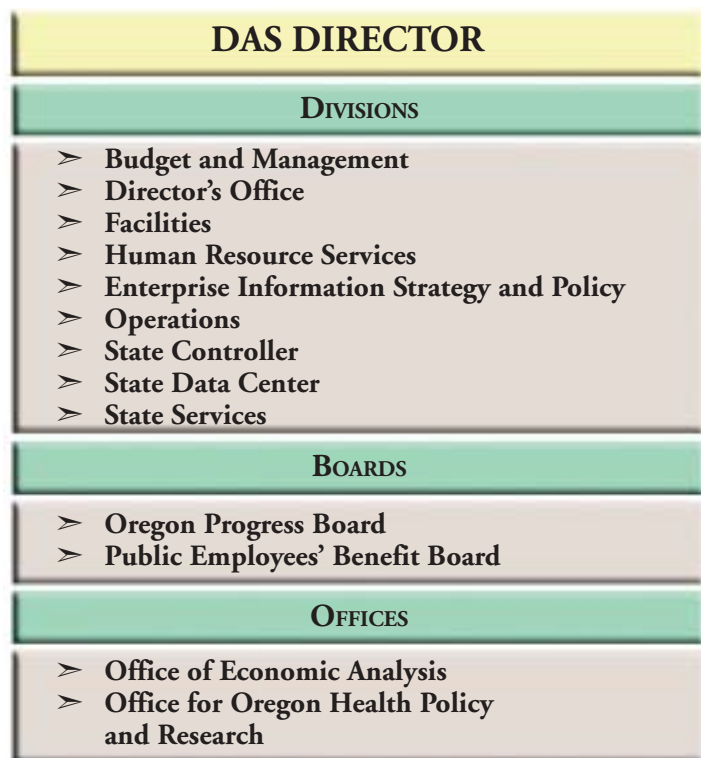 DAS DIRECTOR
DIVISIONS
➣ Budget and Management
➣ Director’s Office
➣ Facilities
➣ Human Resource Services
➣ Enterprise Information Strategy and Policy
➣ Operations
➣ State Controller
➣ State Data Center
➣ State Services
BOARDS
➣ Oregon Progress Board
➣ Public Employees’ Benefit Board
OFFICES
➣ Office of Economic Analysis
➣ Office for Oregon Health Policy
and Research